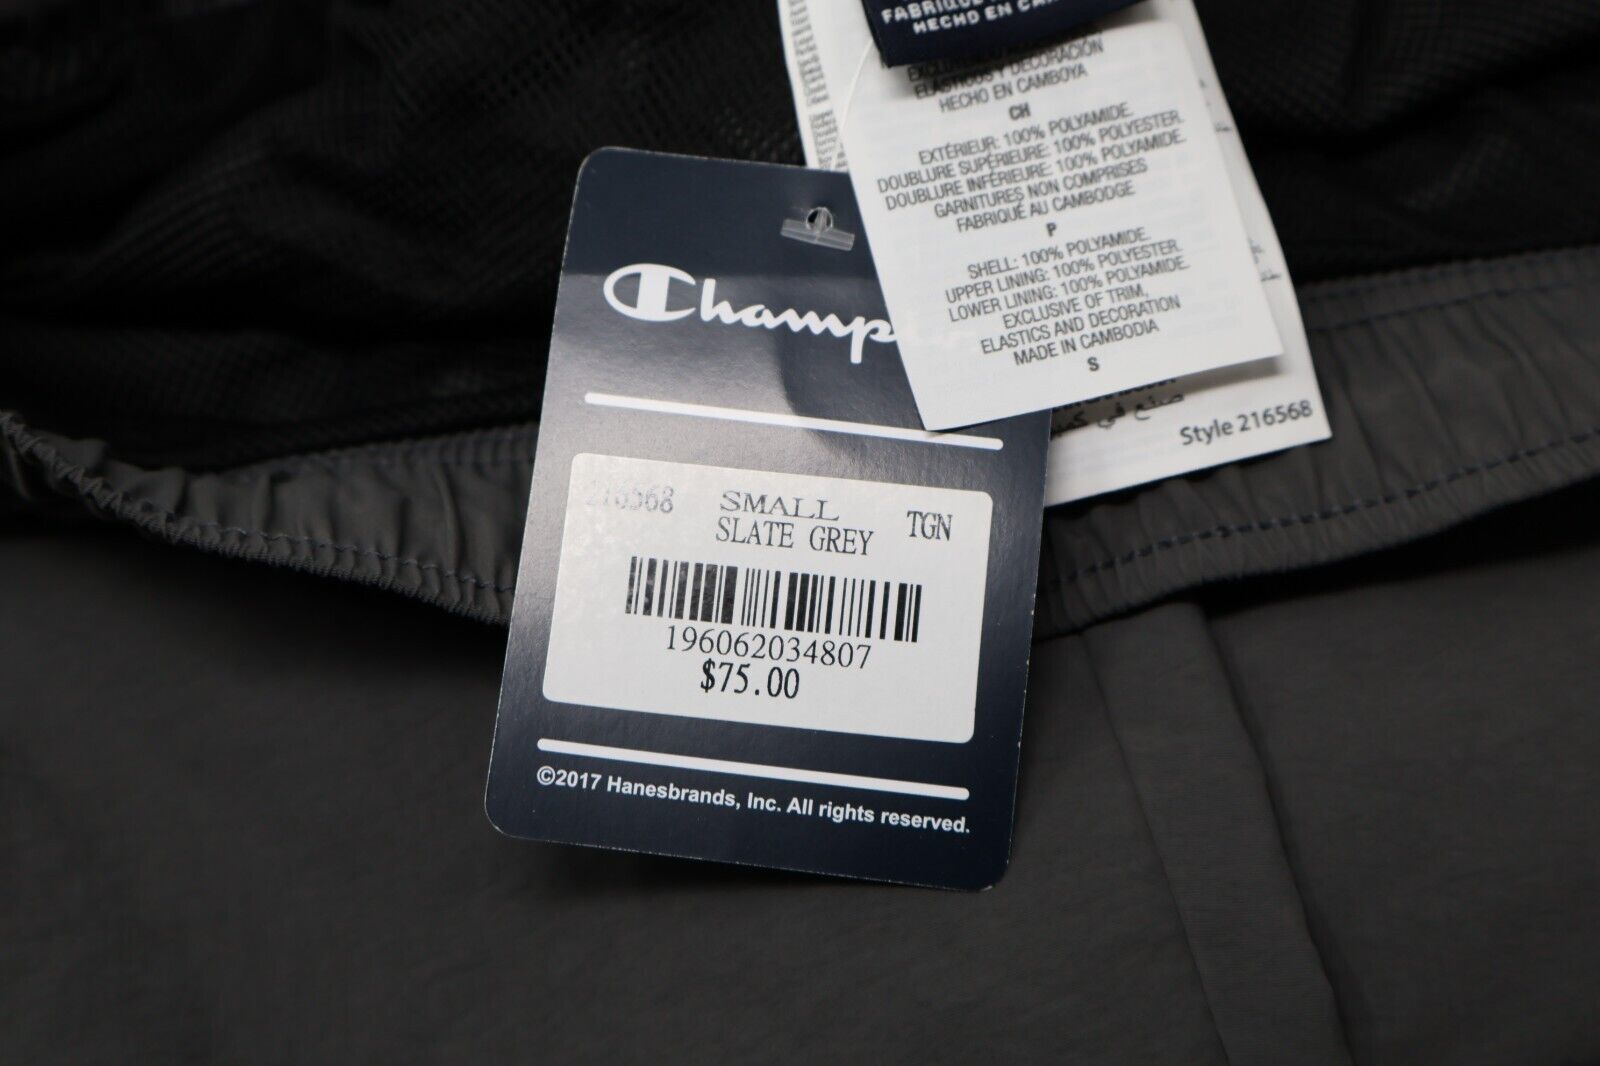 HECHO EN
ELÁSTICOS Y DECORACIÓN
HECHO EN CAMBOYA
CH
EXTÉRIEUR: 100% POLYAMIDE.
DOUBLURE SUPÉRIEURE: 100% POLYESTER.
DOUBLURE INFÉRIEURE: 100% POLYAMIDE.
GARNITURES NON COMPRISES
FABRIQUÉ AU CAMBODGE
P
SHELL: 100% POLYAMIDE.
UPPER LINING: 100% POLYESTER.
LOWER LINING: 100% POLYAMIDE.
EXCLUSIVE OF TRIM,
ELASTICS AND DECORATION
MADE IN CAMBODIA
S
صنع في
Style 216568
Champ
216568 SMALL TGN
SLATE GREY
196062034807
$75.00
©2017 Hanesbrands, Inc. All rights reserved.